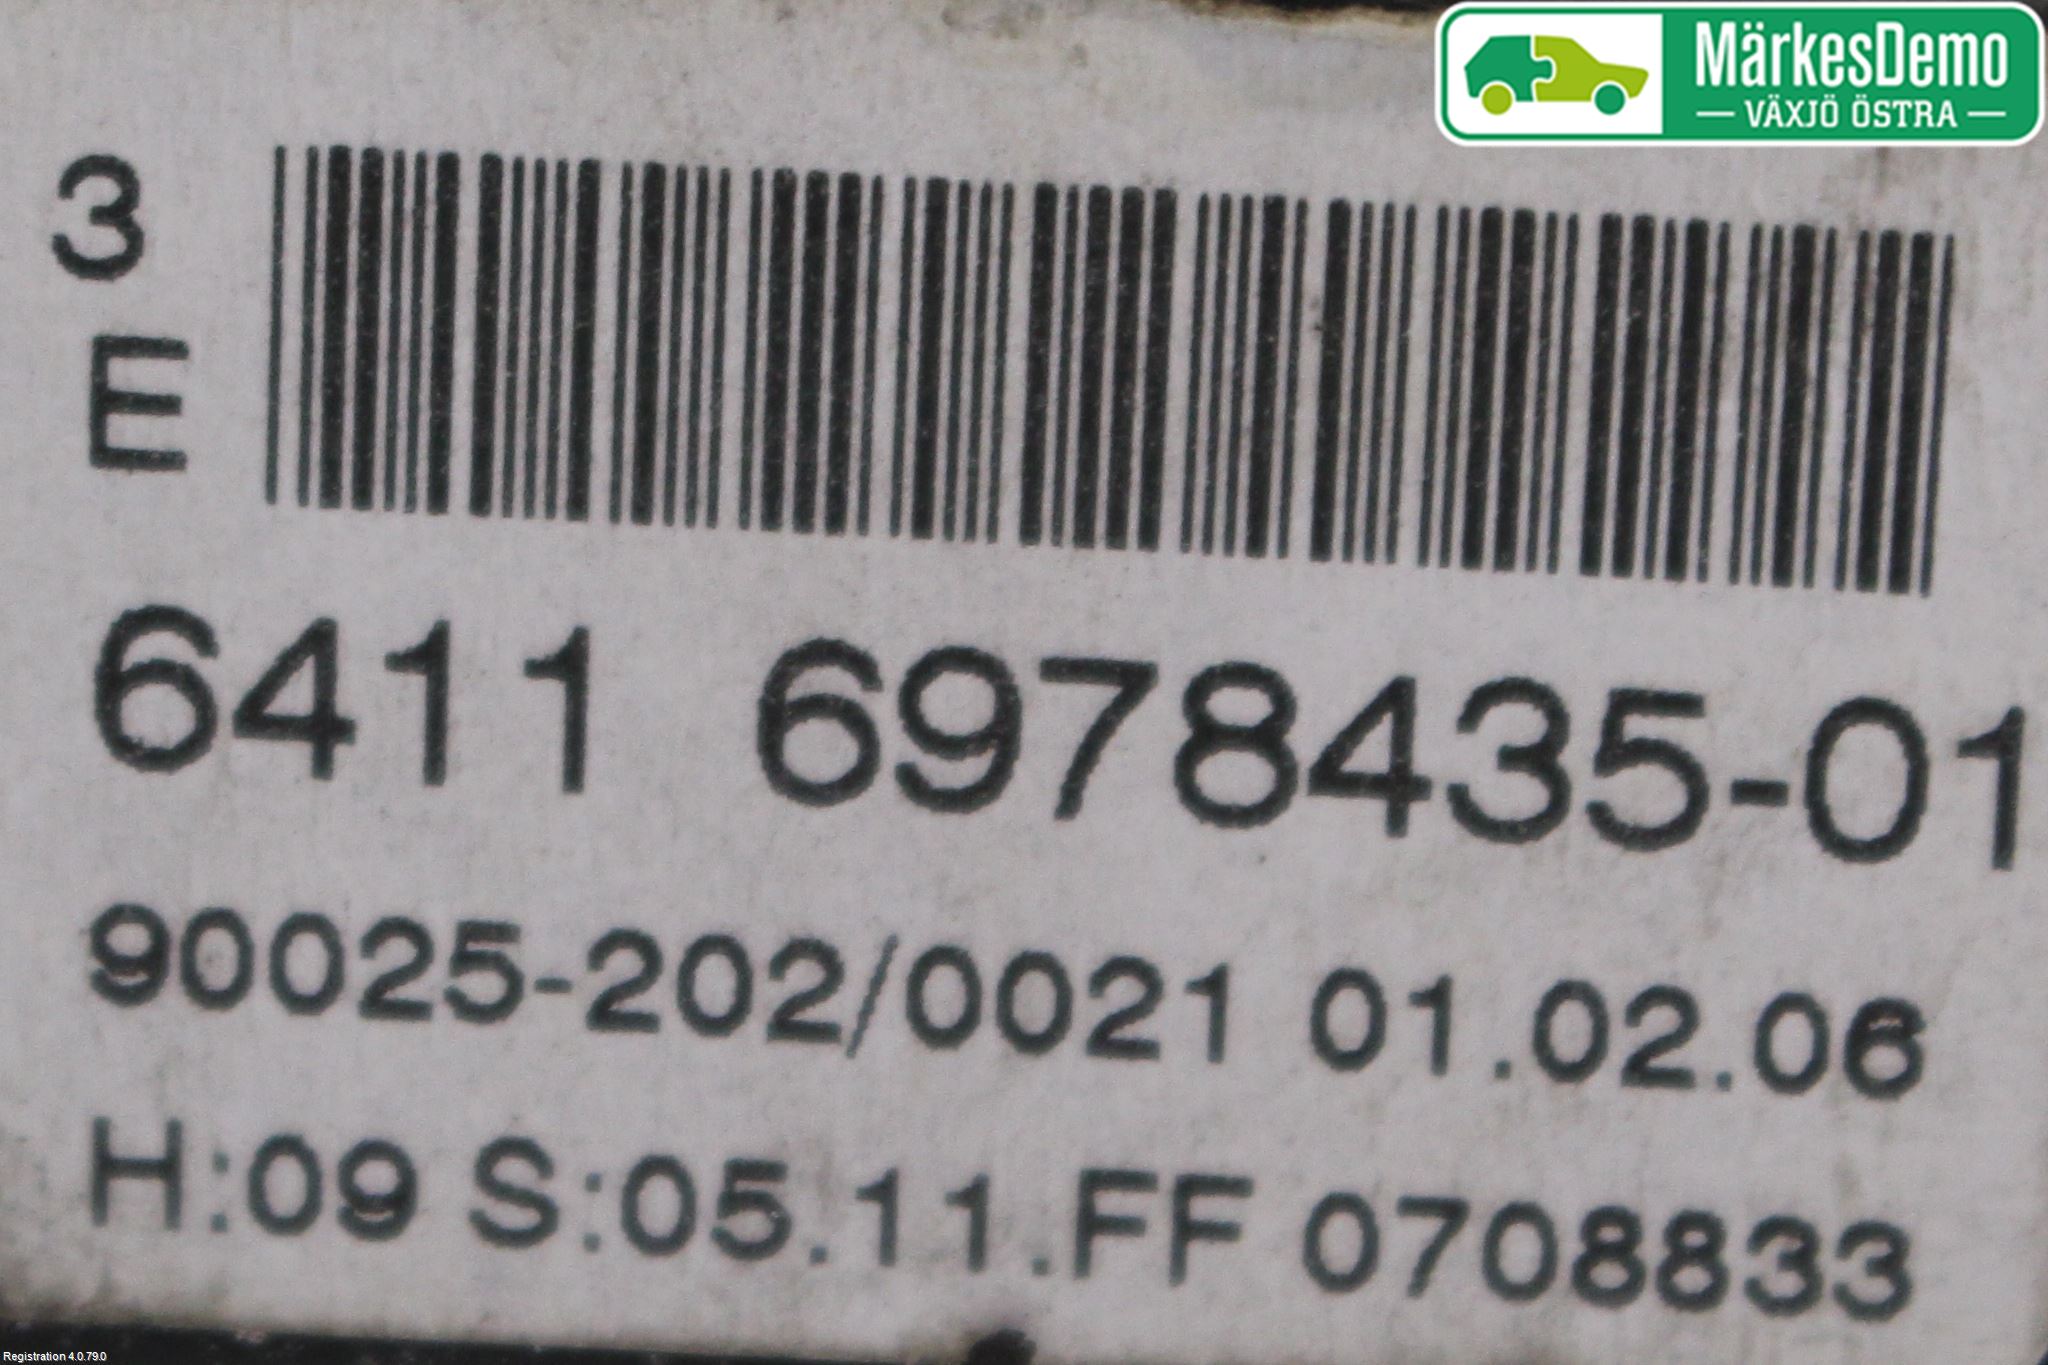 MärkesDemo
VÄXJÖ ÖSTRA
3
E
6411 6978435-01
90025-202/0021 01.02.06
H:09 S:05.11.FF 0708833
Registration 4.0.79.0